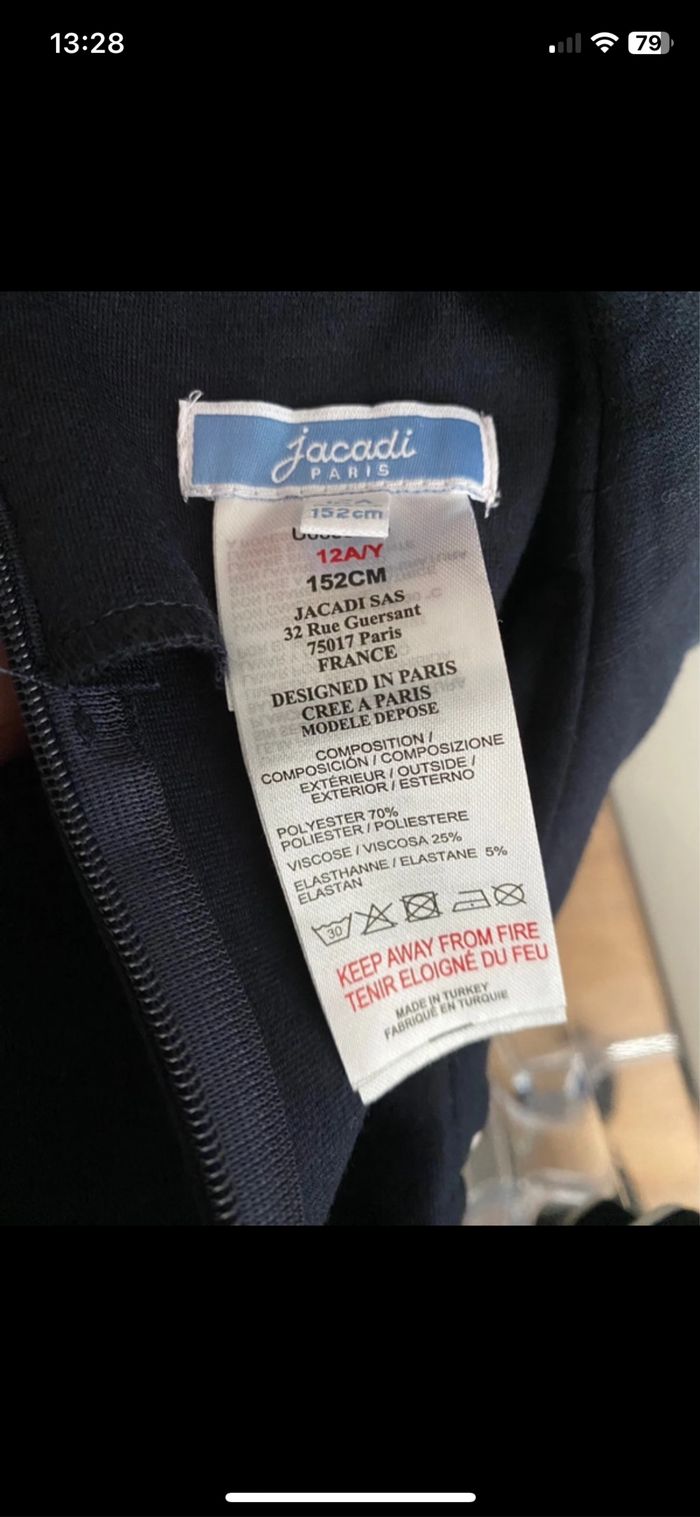 13:28
79
jacadi
PARIS
152cm
12A/Y
152CM
JACADI SAS
32 Rue Guersant
75017 Paris
FRANCE
DESIGNED IN PARIS
CREE A PARIS
MODELE DEPOSE
COMPOSITION /
COMPOSICIÓN / COMPOSIZIONE
EXTÉRIEUR / OUTSIDE /
EXTERIOR / ESTERNO
POLYESTER 70%
POLIESTER / POLIESTERE
VISCOSE / VISCOSA 25%
ELASTHANNE / ELASTANE 5%
ELASTAN
30
KEEP AWAY FROM FIRE
TENIR ELOIGNÉ DU FEU
MADE IN TURKEY
FABRIQUÉ EN TURQUIE